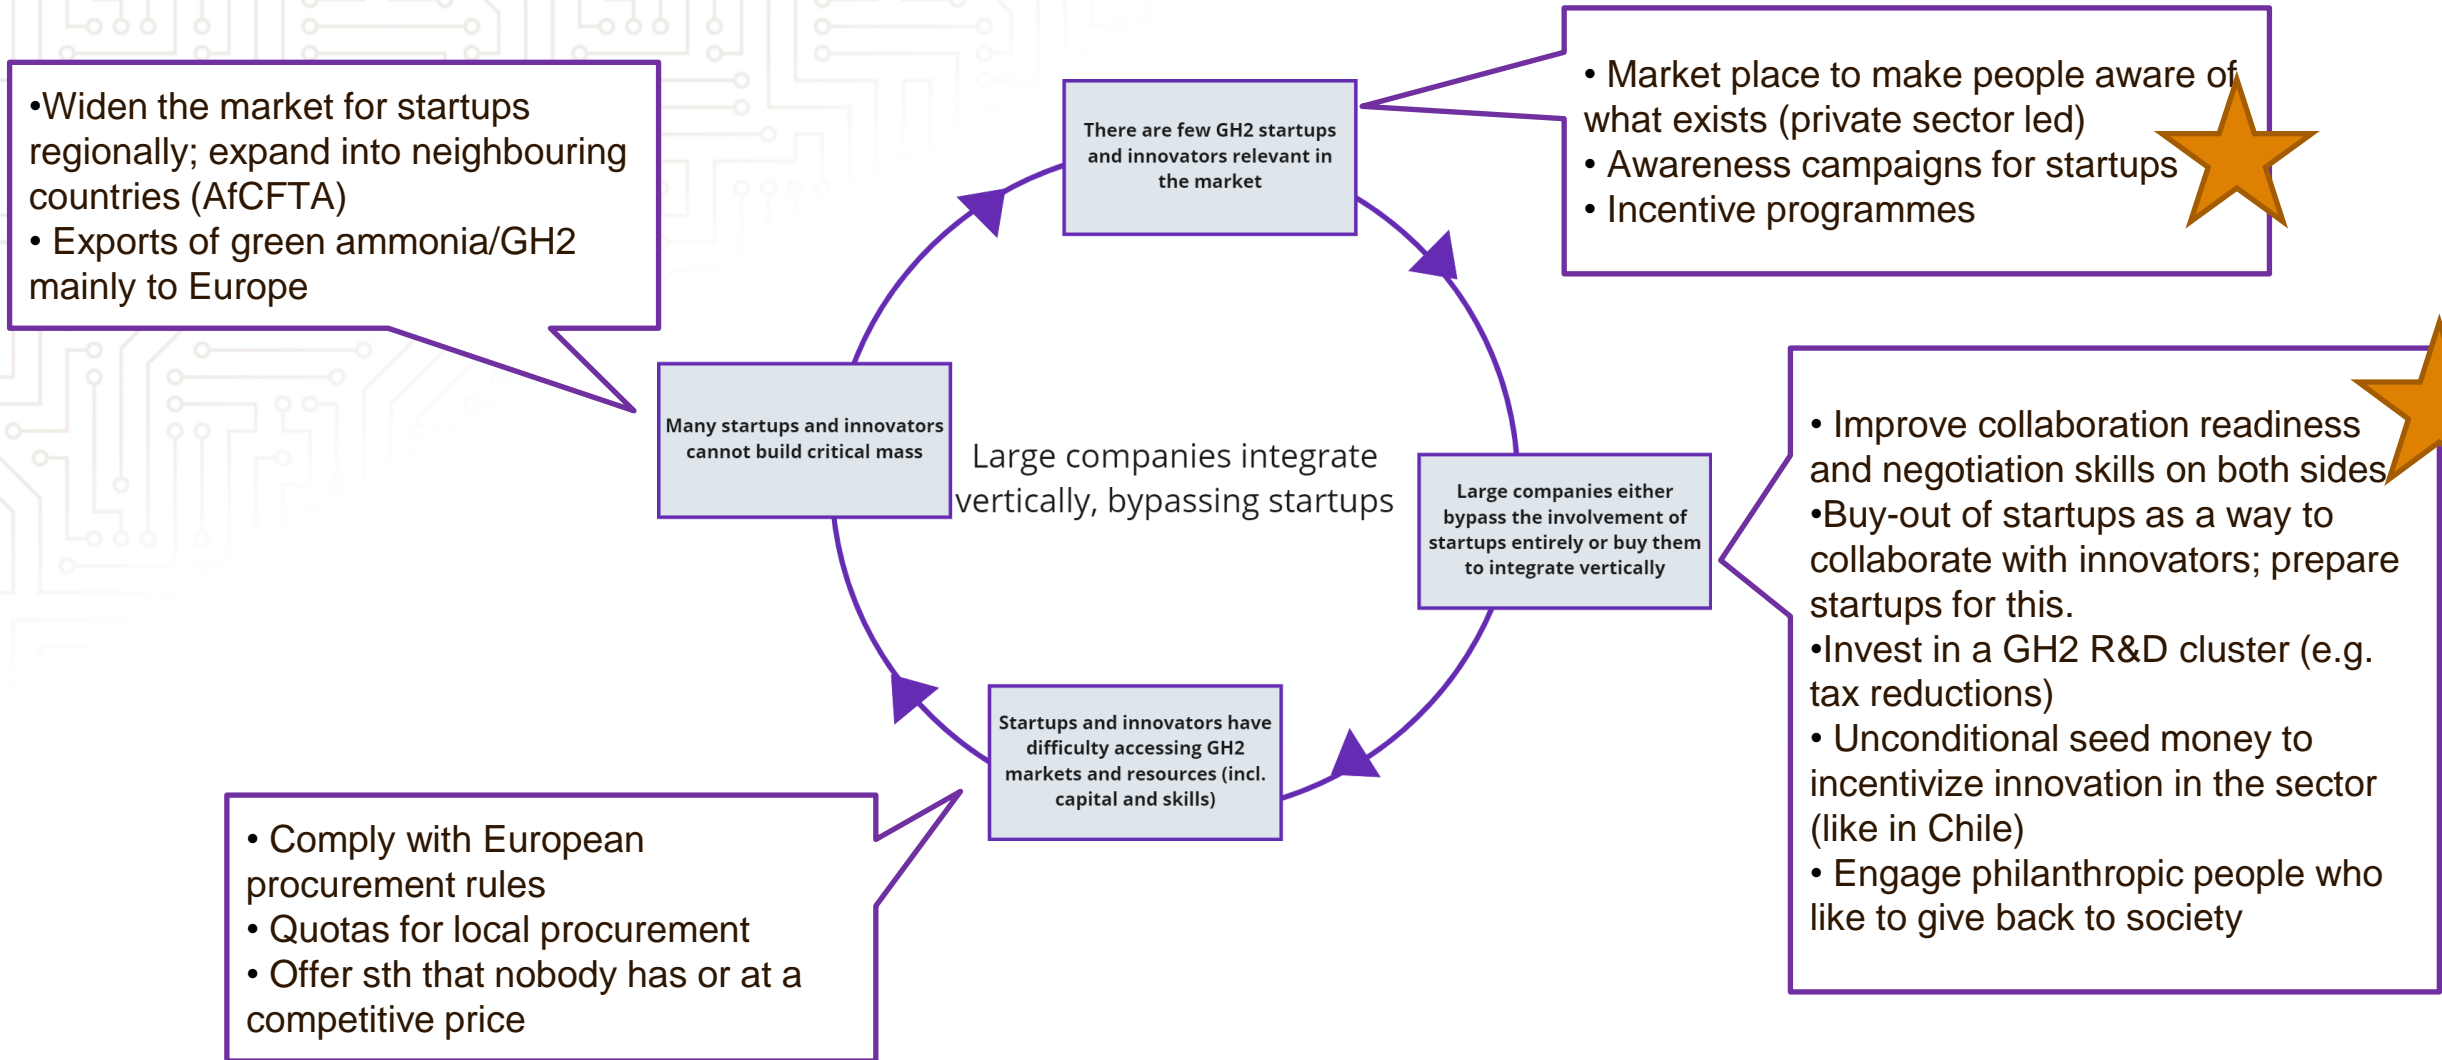 •Widen the market for startups
regionally; expand into neighbouring
countries (AfCFTA)
• Exports of green ammonia/GH2
mainly to Europe
There are few GH2 startups
and innovators relevant in
the market
• Market place to make people aware of
what exists (private sector led)
• Awareness campaigns for startups
• Incentive programmes
Many startups and innovators
cannot build critical mass
Large companies integrate
vertically, bypassing startups
Large companies either
bypass the involvement of
startups entirely or buy them
to integrate vertically
• Improve collaboration readiness
and negotiation skills on both sides
•Buy-out of startups as a way to
collaborate with innovators; prepare
startups for this.
•Invest in a GH2 R&D cluster (e.g.
tax reductions)
• Unconditional seed money to
incentivize innovation in the sector
(like in Chile)
• Engage philanthropic people who
like to give back to society
Startups and innovators have
difficulty accessing GH2
markets and resources (incl.
capital and skills)
• Comply with European
procurement rules
• Quotas for local procurement
• Offer sth that nobody has or at a
competitive price